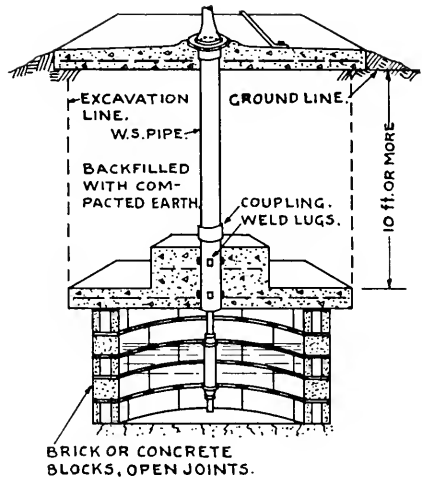 EXCAVATION
LINE.
GROUND LINE.
W.S. PIPE.
BACKFILLED
WITH COM-
PACTED EARTH.
COUPLING.
WELD LUGS.
10 ft. OR MORE
BRICK OR CONCRETE
BLOCKS, OPEN JOINTS.